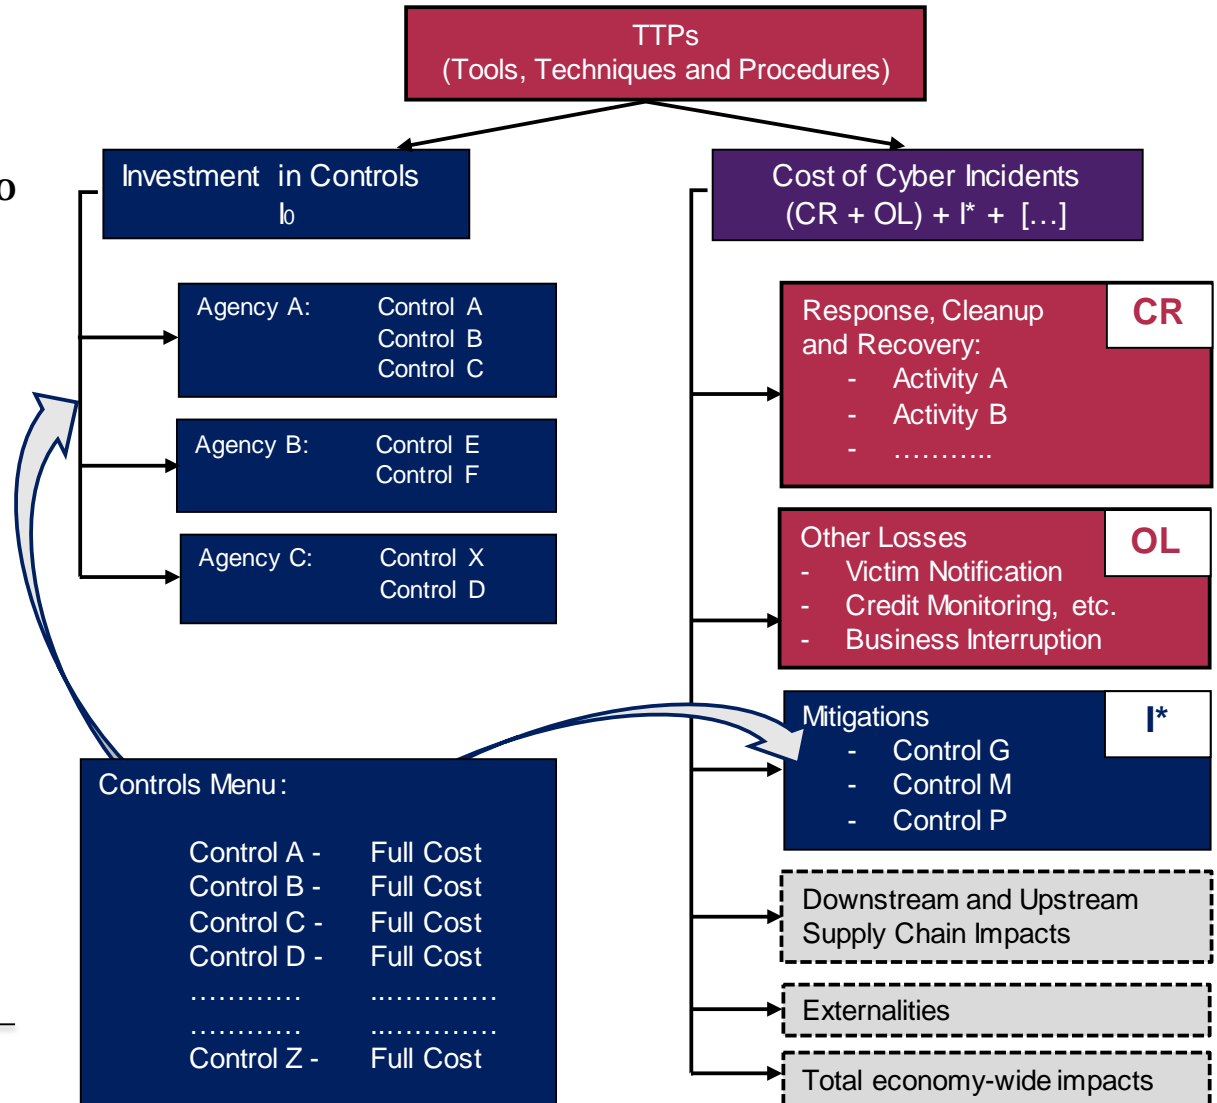 TTPs
(Tools, Techniques and Procedures)
o
Investment in Controls
I0
Agency A: Control A
Control B
Control C
Agency B: Control E
Control F
Agency C: Control X
Control D
Controls Menu:
Control A - Full Cost
Control B - Full Cost
Control C - Full Cost
Control D - Full Cost
………… ..…………
………… ..…………
Control Z - Full Cost
Cost of Cyber Incidents
(CR + OL) + I* + […]
Response, Cleanup CR
and Recovery:
- Activity A
- Activity B
- ………..
Other Losses OL
- Victim Notification
- Credit Monitoring, etc.
- Business Interruption
Mitigations I*
- Control G
- Control M
- Control P
Downstream and Upstream
Supply Chain Impacts
Externalities
Total economy-wide impacts